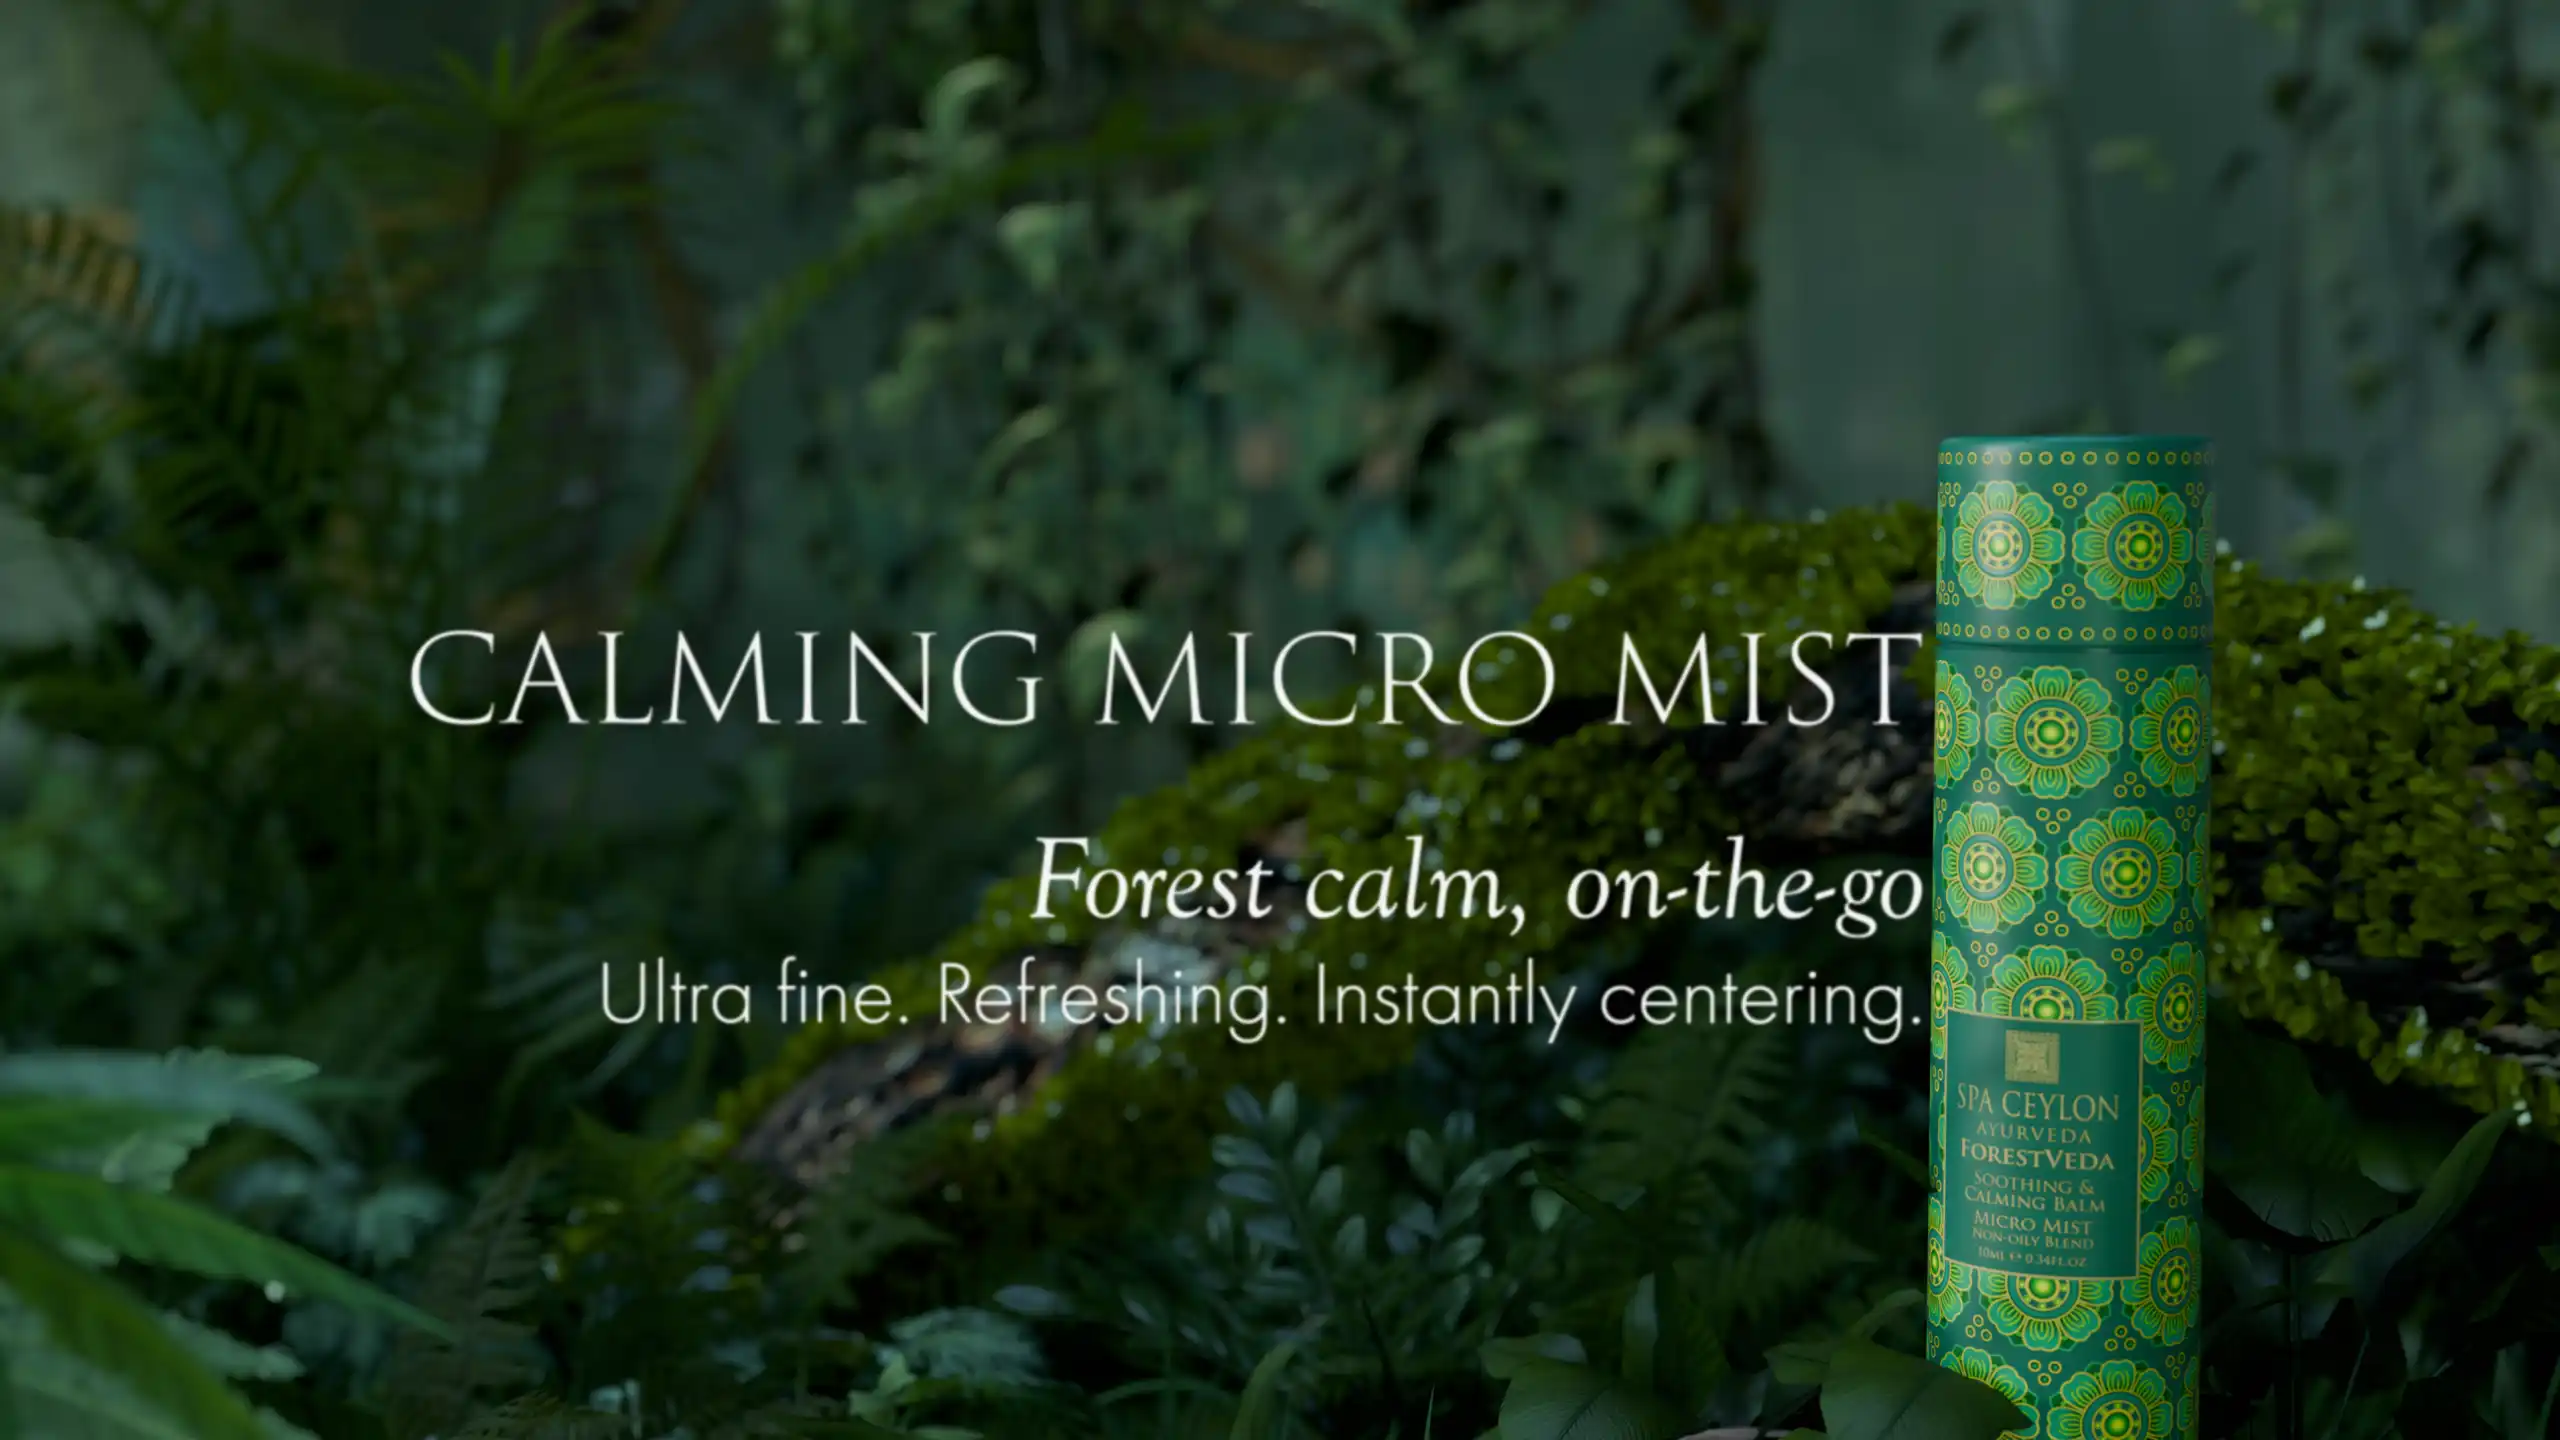 CALMING MICRO MIST
Forest calm, on-the-go
Ultra fine. Refreshing. Instantly centering.
SPA CEYLON
AYURVEDA
FORESTVEDA
SOOTHING &
CALMING BALM
MICRO MIST
NON-OILY BLEND
10ML ℮ 0.34FL.OZ